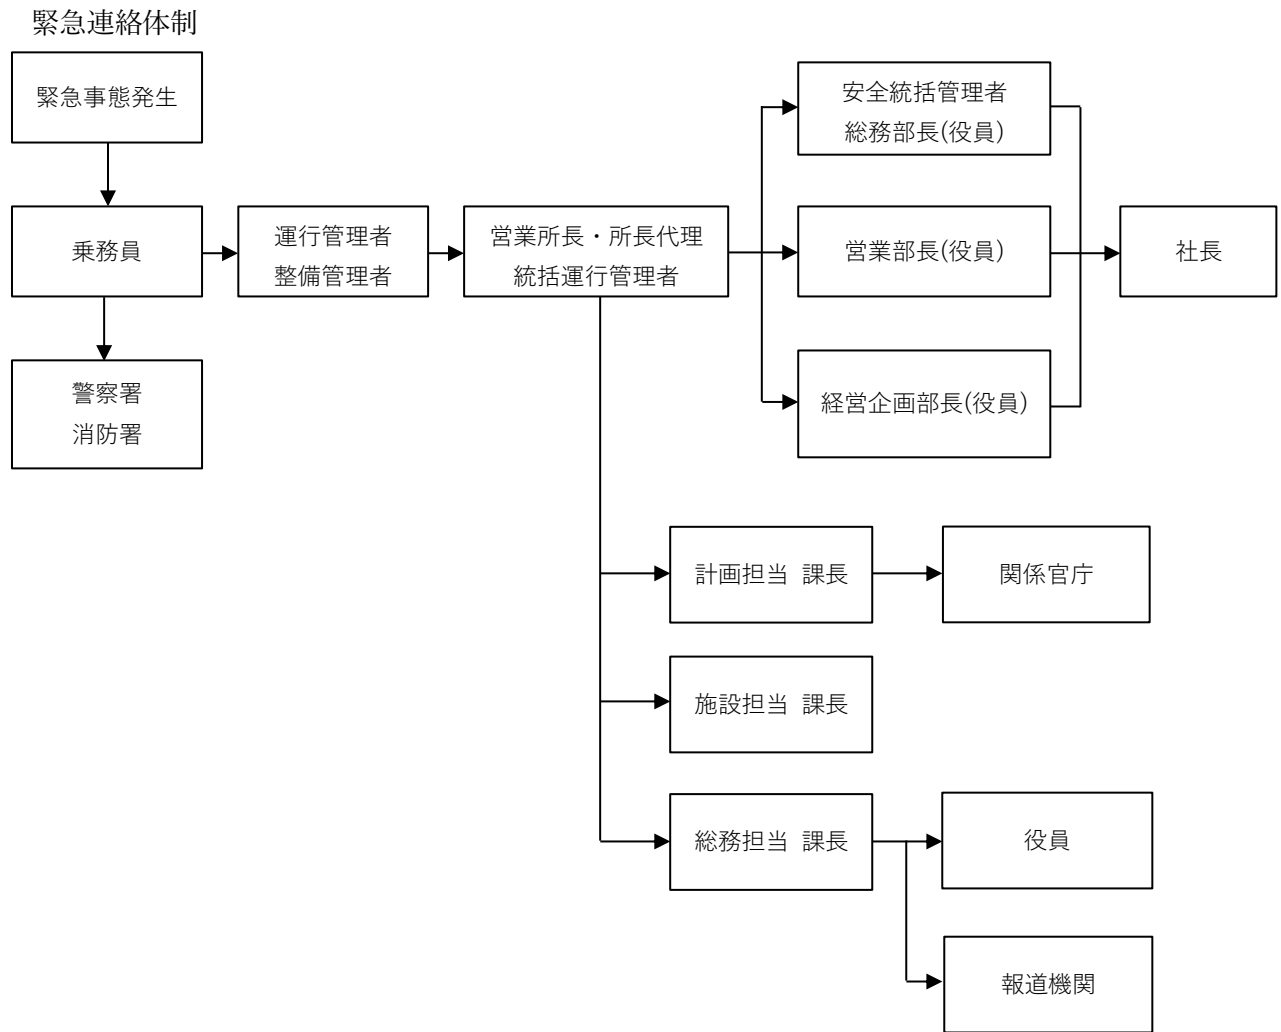 緊急連絡体制
緊急事態発生
乗務員
警察署
消防署
運行管理者
整備管理者
営業所長・所長代理
統括運行管理者
安全統括管理者
総務部長(役員)
営業部長(役員)
経営企画部長(役員)
社長
計画担当 課長
関係官庁
施設担当 課長
総務担当 課長
役員
報道機関